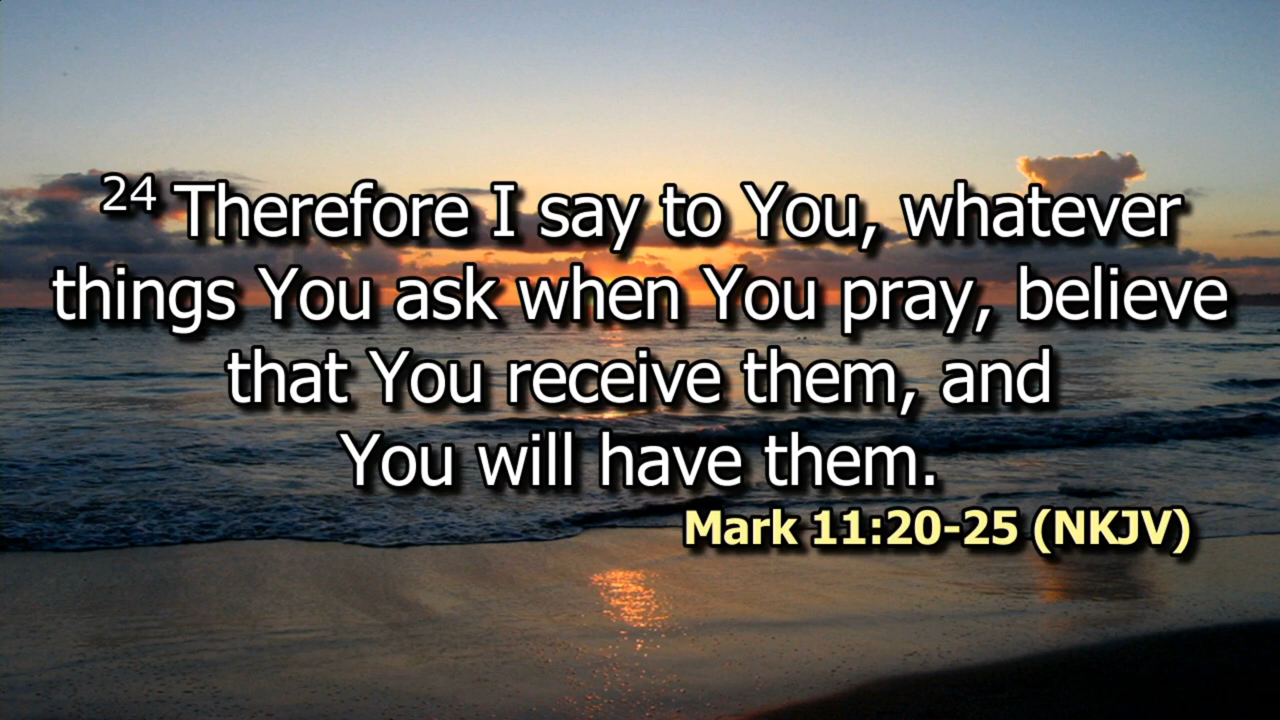 24 Therefore I say to You, whatever
things You ask when You pray, believe
that You receive them, and
You will have them.
Mark 11:20-25 (NKJV)